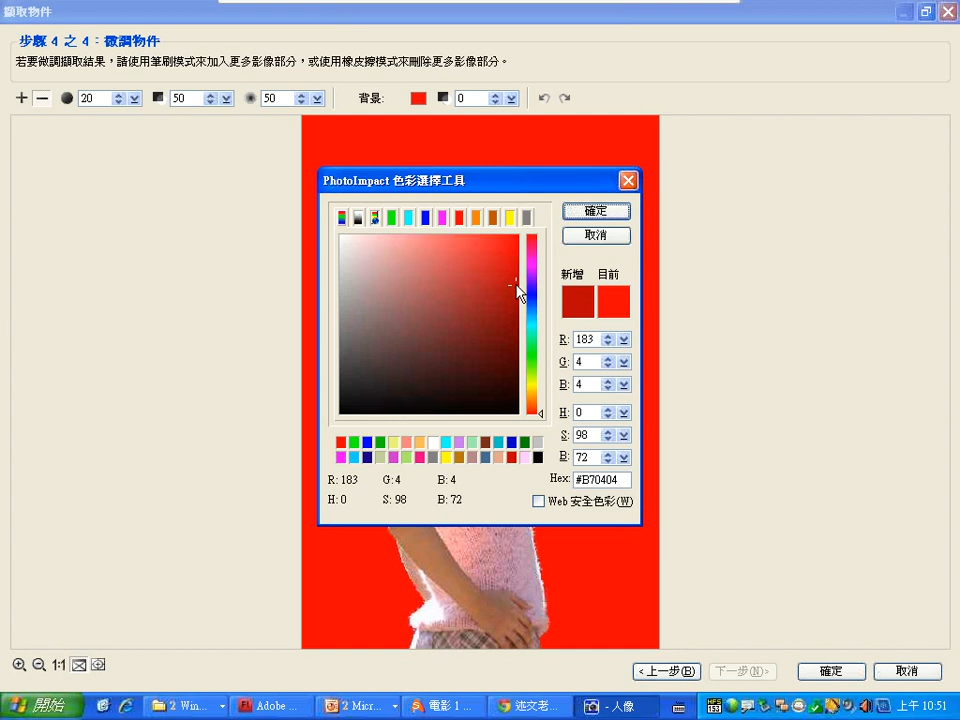 擷取物件
步驟 4 之 4：微調物件
若要微調擷取結果，請使用筆刷模式來加入更多影像部分，或使用橡皮擦模式來刪除更多影像部分。
20 50 50 背景: 0
PhotoImpact 色彩選擇工具
確定
取消
新增 目前
R: 183
G: 4
B: 4
H: 0
S: 98
B: 72
Hex: #B70404
R: 183 G: 4 B: 4
H: 0 S: 98 B: 72
Web 安全色彩(W)
1:1
<上一步(B) 下一步(N)> 確定 取消
開始 2 Win... Adobe ... 2 Micr... 電影 1 ... - 人像 上午 10:51